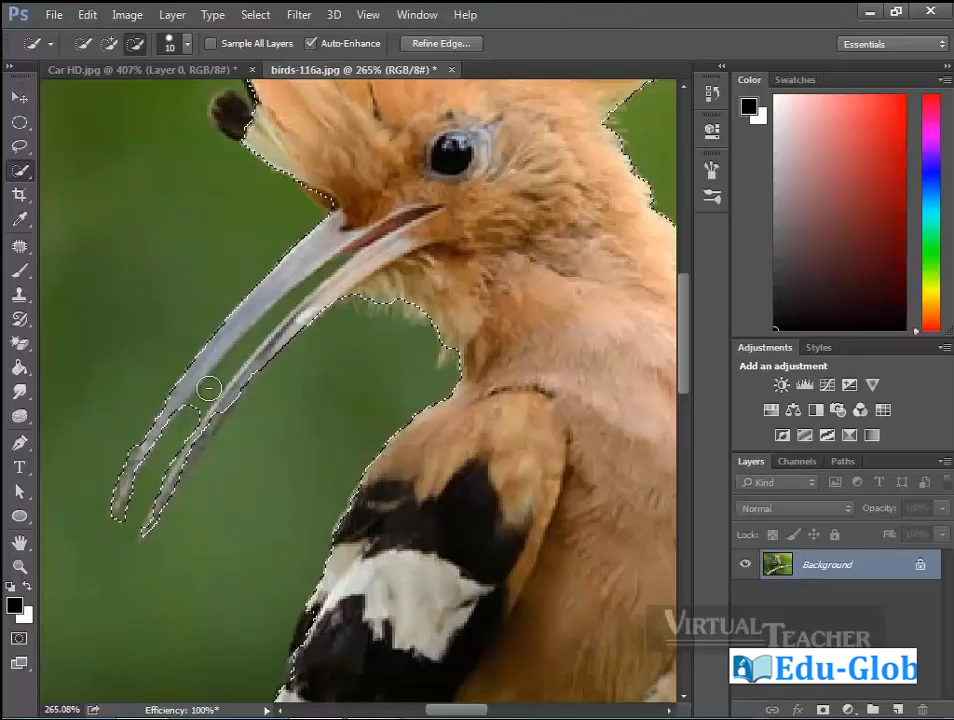 Ps File Edit Image Layer Type Select Filter 3D View Window Help
10 Sample All Layers Auto-Enhance Refine Edge... Essentials
Car HD.jpg @ 407% (Layer 0, RGB/8#) * × birds-116a.jpg @ 265% (RGB/8#) * ×
Color Swatches
Adjustments Styles
Add an adjustment
Layers Channels Paths
Kind
Normal Opacity: 100%
Lock: Fill: 100%
Background
VIRTUALTEACHER
Edu-Glob
265.08% Efficiency: 100%*